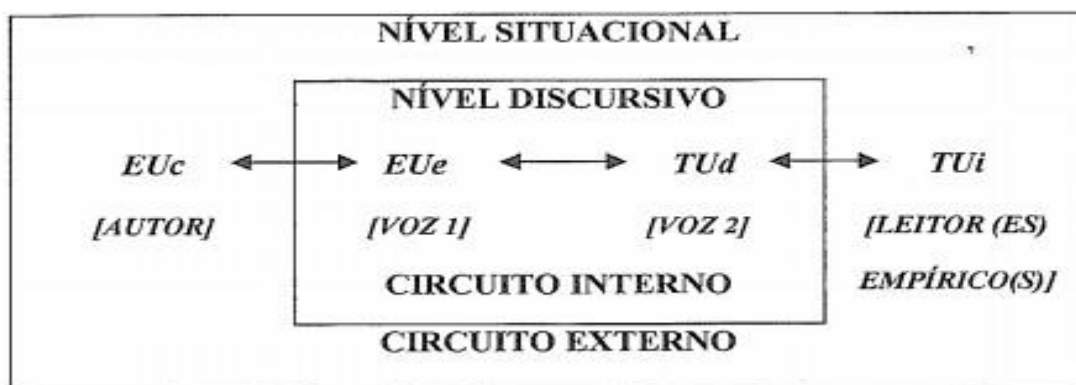 NÍVEL SITUACIONAL
NÍVEL DISCURSIVO
EUc EUe TUd TUi
[AUTOR] [VOZ 1] [VOZ 2] [LEITOR (ES)
CIRCUITO INTERNO EMPÍRICO(S)]
CIRCUITO EXTERNO